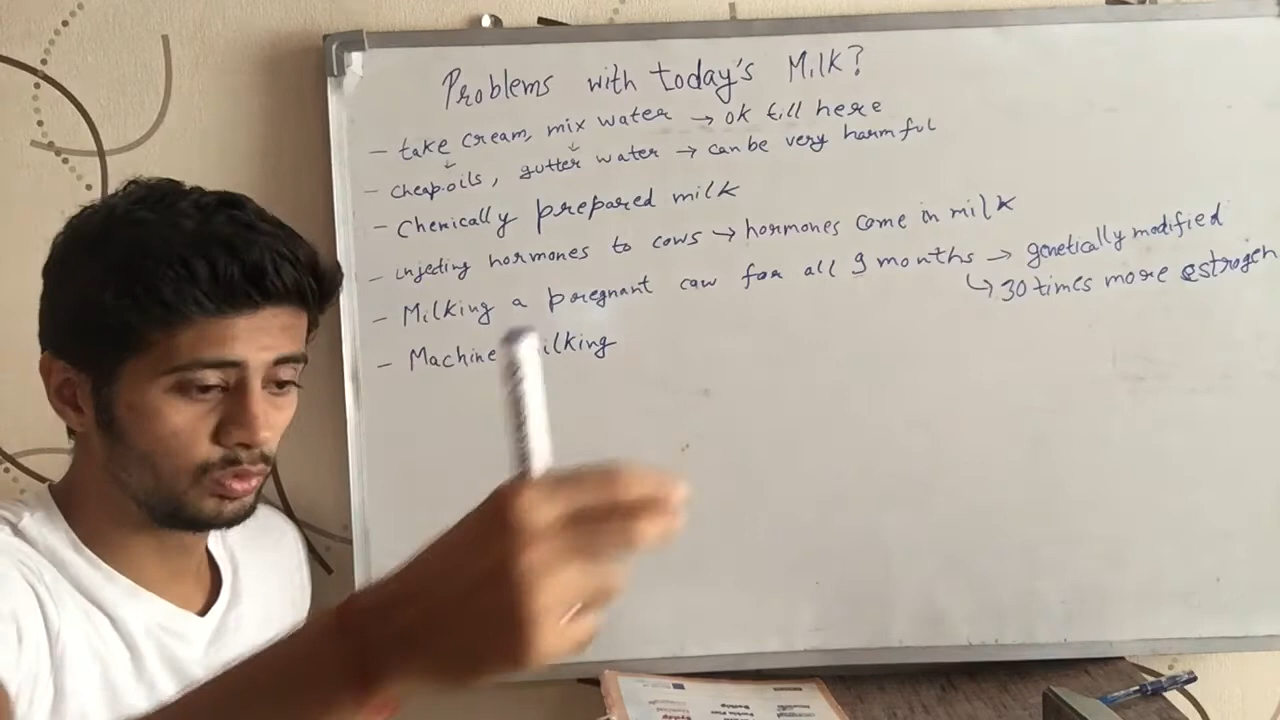 Problems with today's Milk?
- take cream, mix water → ok till here
- cheap oils, gutter water → can be very harmful
- Chemically prepared milk
- injecting hormones to cows → hormones come in milk
- Milking a pregnant cow for all 9 months → genetically modified
↳ 30 times more estrogen
- Machine ilking